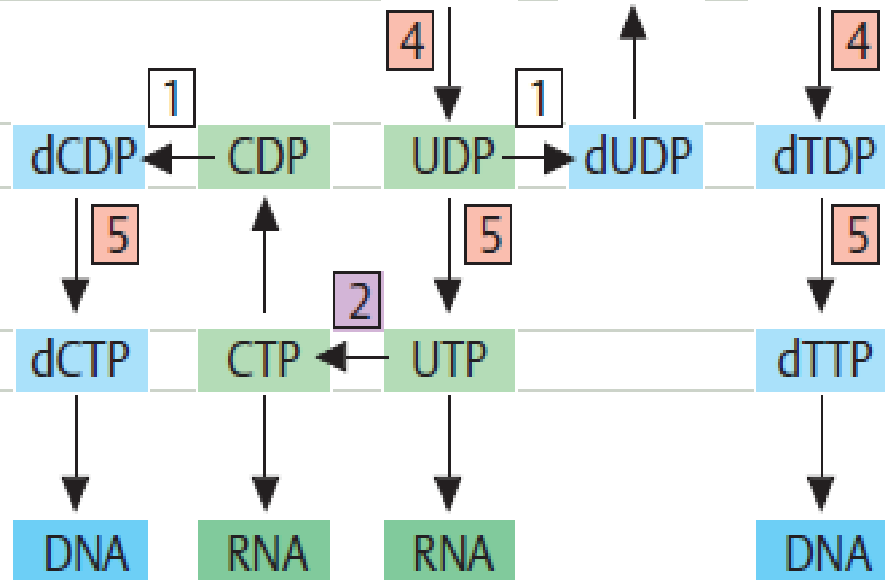 4 4
1 1
dCDP CDP UDP dUDP dTDP
5 5 5
2
dCTP CTP UTP dTTP
DNA RNA RNA DNA